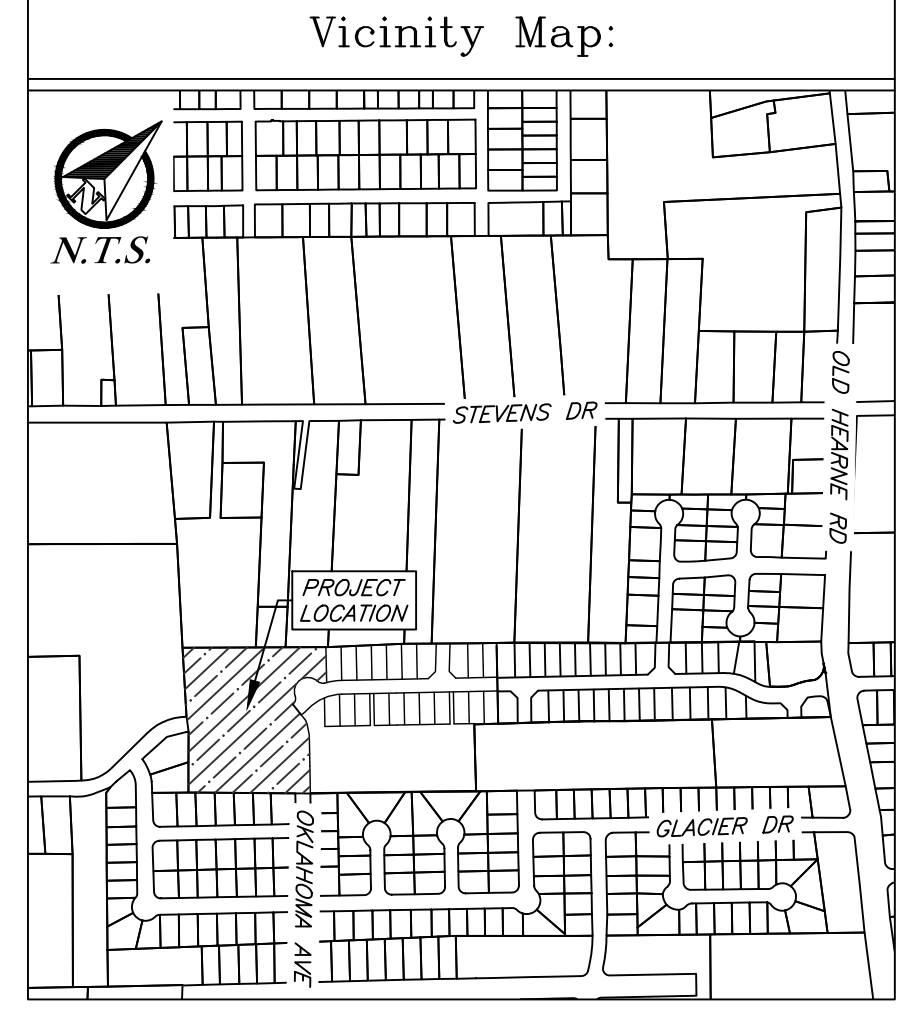 Vicinity Map:
N
N.T.S.
STEVENS DR
OLD HEARNE RD
PROJECT
LOCATION
GLACIER DR
OKLAHOMA AVE